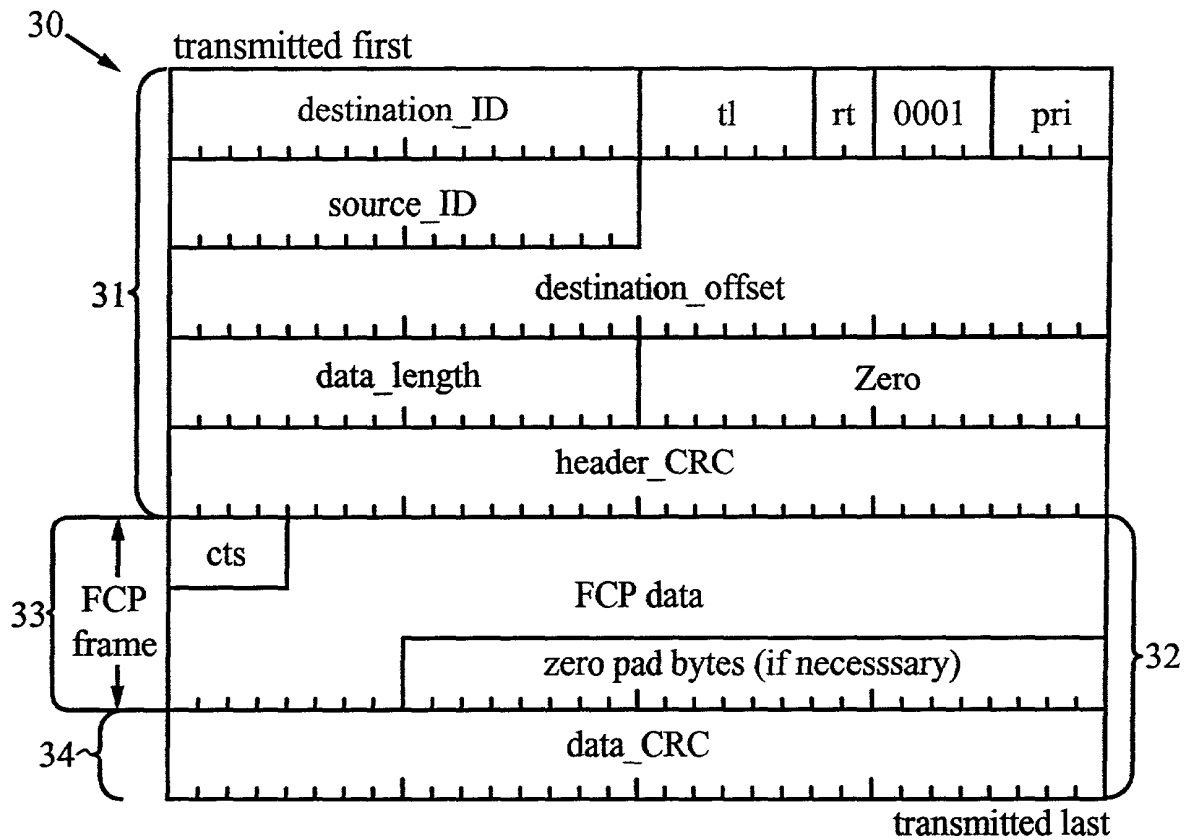 30
transmitted first
destination_ID tl rt 0001 pri
source_ID
31
destination_offset
data_length Zero
header_CRC
cts
33 FCP frame
FCP data
32
zero pad bytes (if necesssary)
34 data_CRC
transmitted last